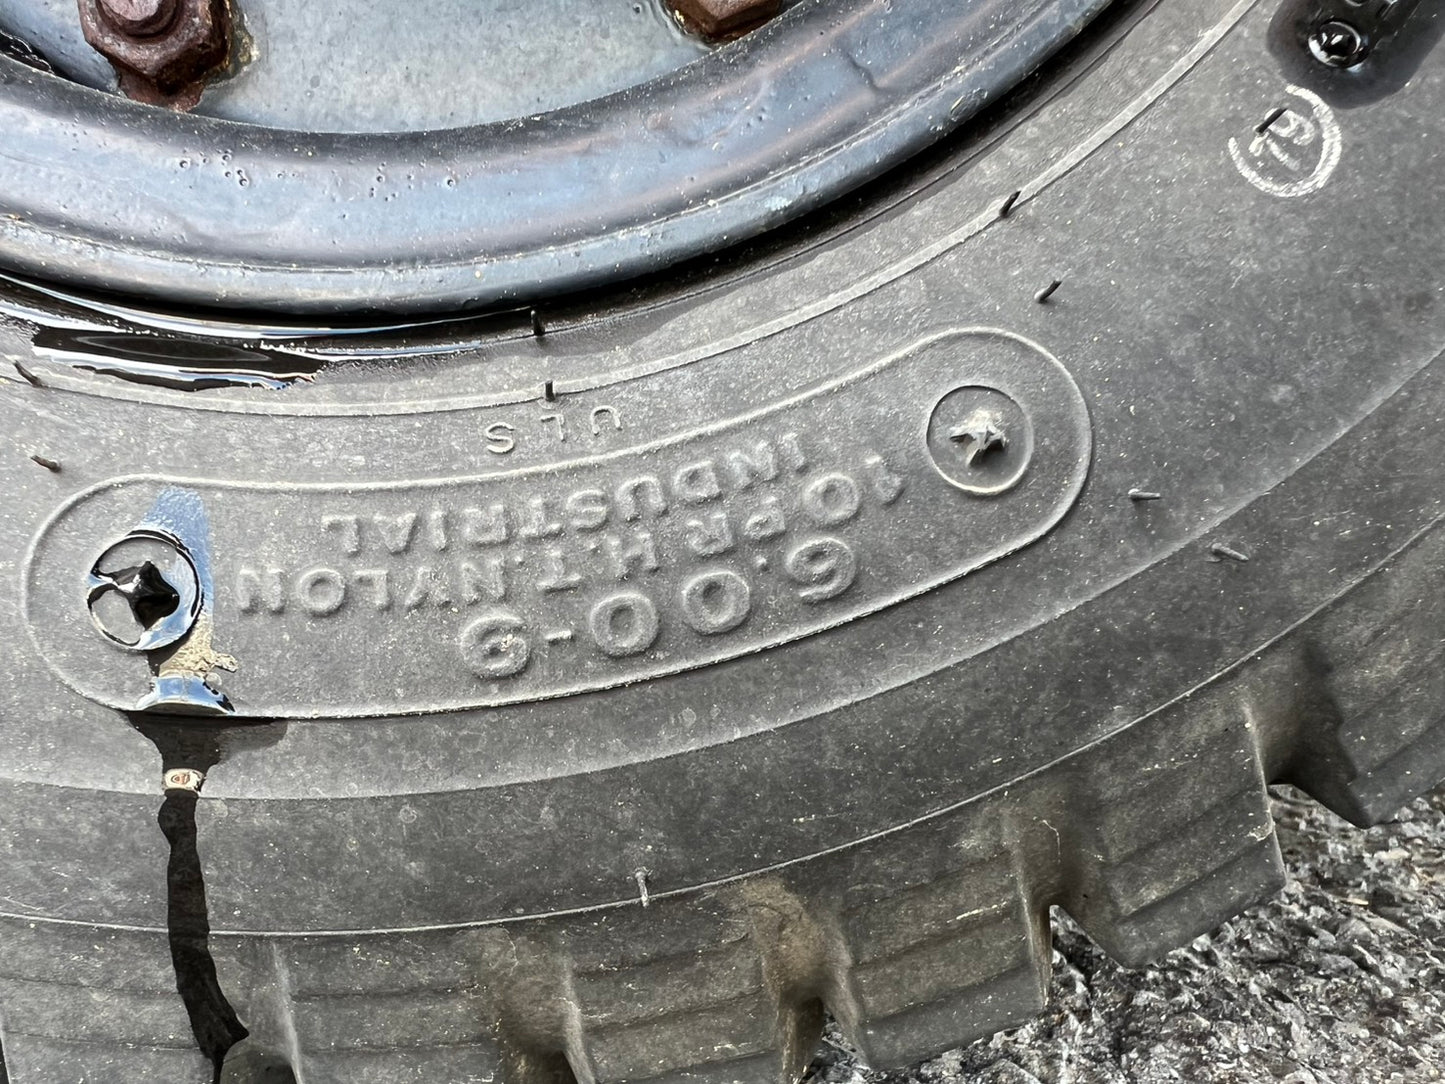 6.00-9
10PR H.T.NYLON
INDUSTRIAL
ULS